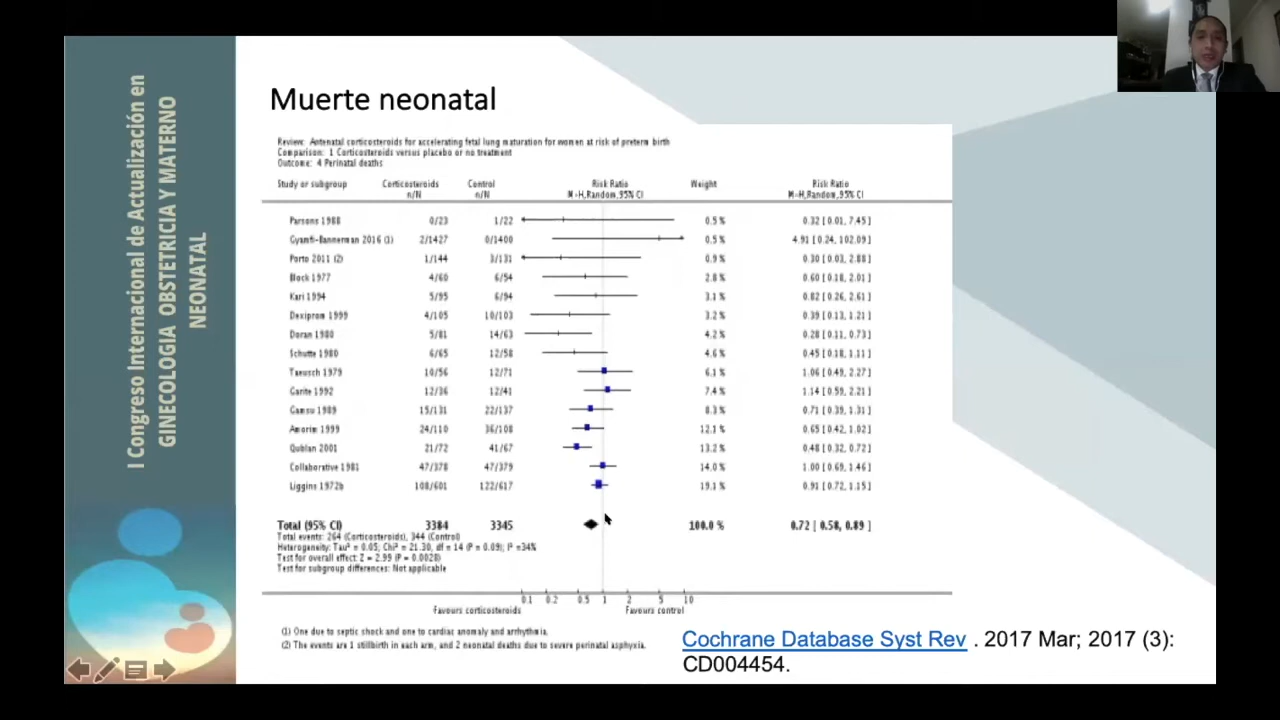 I Congreso Internacional de Actualización en
GINECOLOGIA OBSTETRICIA Y MATERNO
NEONATAL
Muerte neonatal
Review: Antenatal corticosteroids for accelerating fetal lung maturation for women at risk of preterm birth
Comparison: 1 Corticosteroids versus placebo or no treatment
Outcome: 4 Perinatal deaths
Study or subgroup Corticosteroids Control Risk Ratio Weight Risk Ratio
n/N n/N M-H,Random,95% CI M-H,Random,95% CI
Parsons 1988 0/23 1/22 0.5 % 0.32 [ 0.01, 7.45 ]
Gyamfi-Bannerman 2016 (1) 2/1427 0/1400 0.5 % 4.91 [ 0.24, 102.09 ]
Porto 2011 (2) 1/144 3/131 0.9 % 0.30 [ 0.03, 2.88 ]
Block 1977 4/60 6/54 2.8 % 0.60 [ 0.18, 2.01 ]
Kari 1994 5/95 6/94 3.1 % 0.82 [ 0.26, 2.61 ]
Dexiprom 1999 4/105 10/103 3.2 % 0.39 [ 0.13, 1.21 ]
Doran 1980 5/81 14/63 4.2 % 0.28 [ 0.11, 0.73 ]
Schutte 1980 6/65 12/58 4.6 % 0.45 [ 0.18, 1.11 ]
Taeusch 1979 10/56 12/71 6.1 % 1.06 [ 0.49, 2.27 ]
Garite 1992 12/36 12/41 7.4 % 1.14 [ 0.59, 2.21 ]
Gamsu 1989 15/131 22/137 8.3 % 0.71 [ 0.39, 1.31 ]
Amorim 1999 24/110 36/108 12.1 % 0.65 [ 0.42, 1.02 ]
Qublan 2001 21/72 41/67 13.2 % 0.48 [ 0.32, 0.72 ]
Collaborative 1981 47/378 47/379 14.0 % 1.00 [ 0.69, 1.46 ]
Liggins 1972b 108/601 122/617 19.1 % 0.91 [ 0.72, 1.15 ]
Total (95% CI) 3384 3345 100.0 % 0.72 [ 0.58, 0.89 ]
Total events: 264 (Corticosteroids), 344 (Control)
Heterogeneity: Tau² = 0.05; Chi² = 21.30, df = 14 (P = 0.09); I² =34%
Test for overall effect: Z = 2.99 (P = 0.0028)
Test for subgroup differences: Not applicable
0.1 0.2 0.5 1 2 5 10
Favours corticosteroids Favours control
(1) One due to septic shock and one to cardiac anomaly and arrhythmia.
(2) The events are 1 stillbirth in each arm, and 2 neonatal deaths due to severe perinatal asphyxia.
Cochrane Database Syst Rev . 2017 Mar; 2017 (3):
CD004454.